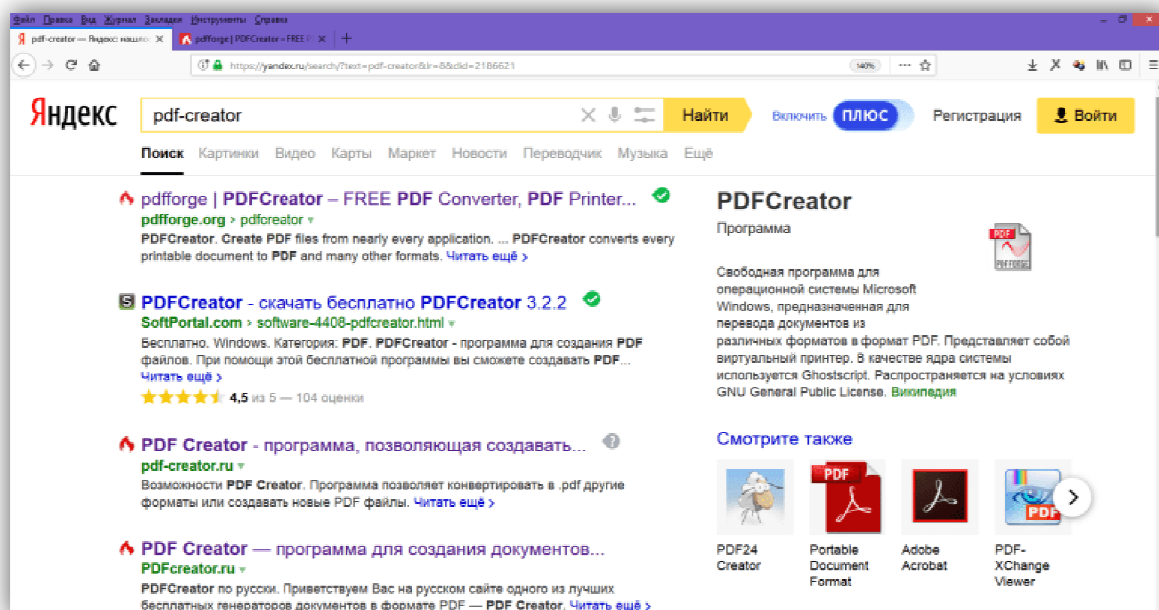 Файл Правка Вид Журнал Закладки Инструменты Справка
pdf-creator — Яндекс: нашлос
pdfforge | PDFCreator – FREE P
https://yandex.ru/search/?text=pdf-creator&lr=8&clid=2186621
140%
Яндекс
pdf-creator
Найти
Включить ПЛЮС
Регистрация
Войти
Поиск Картинки Видео Карты Маркет Новости Переводчик Музыка Ещё
pdfforge | PDFCreator – FREE PDF Converter, PDF Printer...
pdfforge.org › pdfcreator
PDFCreator. Create PDF files from nearly every application. ... PDFCreator converts every
printable document to PDF and many other formats. Читать ещё ›
PDFCreator - скачать бесплатно PDFCreator 3.2.2
SoftPortal.com › software-4408-pdfcreator.html
Бесплатно. Windows. Категория: PDF. PDFCreator - программа для создания PDF
файлов. При помощи этой бесплатной программы вы сможете создавать PDF...
Читать ещё ›
4,5 из 5 — 104 оценки
PDF Creator - программа, позволяющая создавать...
pdf-creator.ru
Возможности PDF Creator. Программа позволяет конвертировать в .pdf другие
форматы или создавать новые PDF файлы. Читать ещё ›
PDF Creator — программа для создания документов...
PDFcreator.ru
PDFCreator по русски. Приветствуем Вас на русском сайте одного из лучших
бесплатных генераторов документов в формате PDF — PDF Creator. Читать ещё ›
PDFCreator
Программа
PDF
PDFFORGE
Свободная программа для
операционной системы Microsoft
Windows, предназначенная для
перевода документов из
различных форматов в формат PDF. Представляет собой
виртуальный принтер. В качестве ядра системы
используется Ghostscript. Распространяется на условиях
GNU General Public License. Википедия
Смотрите также
PDF
PDF
PDF24
Creator
Portable
Document
Format
Adobe
Acrobat
PDF-
XChange
Viewer